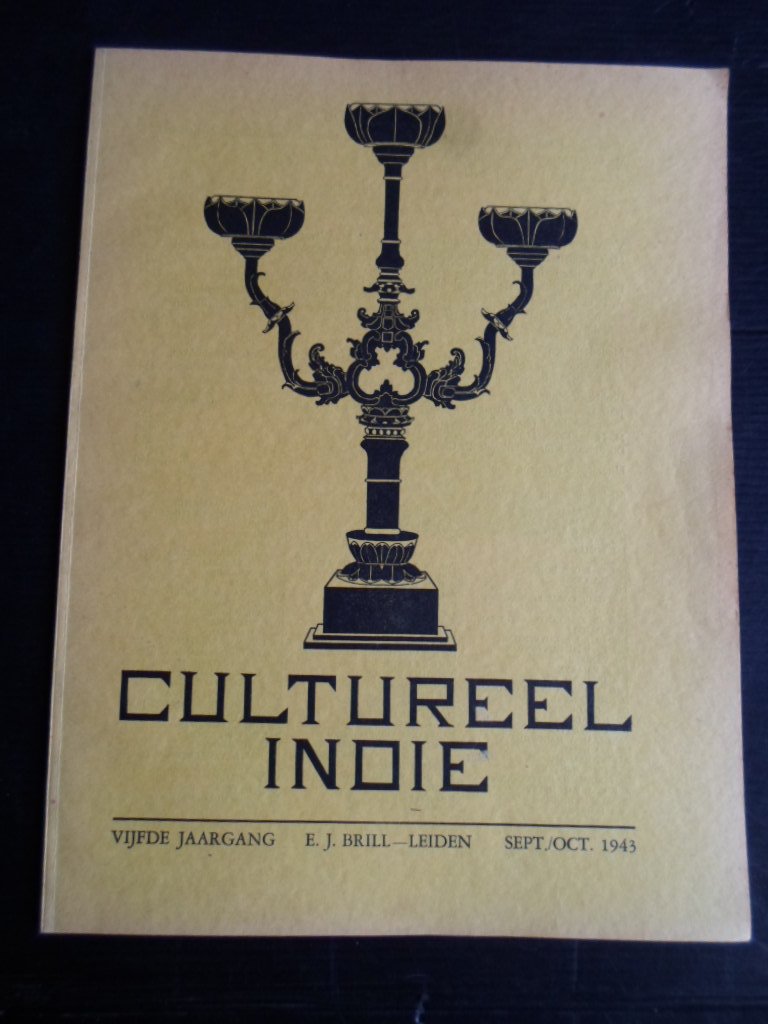 CULTUREEL
INDIE
VIJFDE JAARGANG E. J. BRILL—LEIDEN SEPT./OCT. 1943